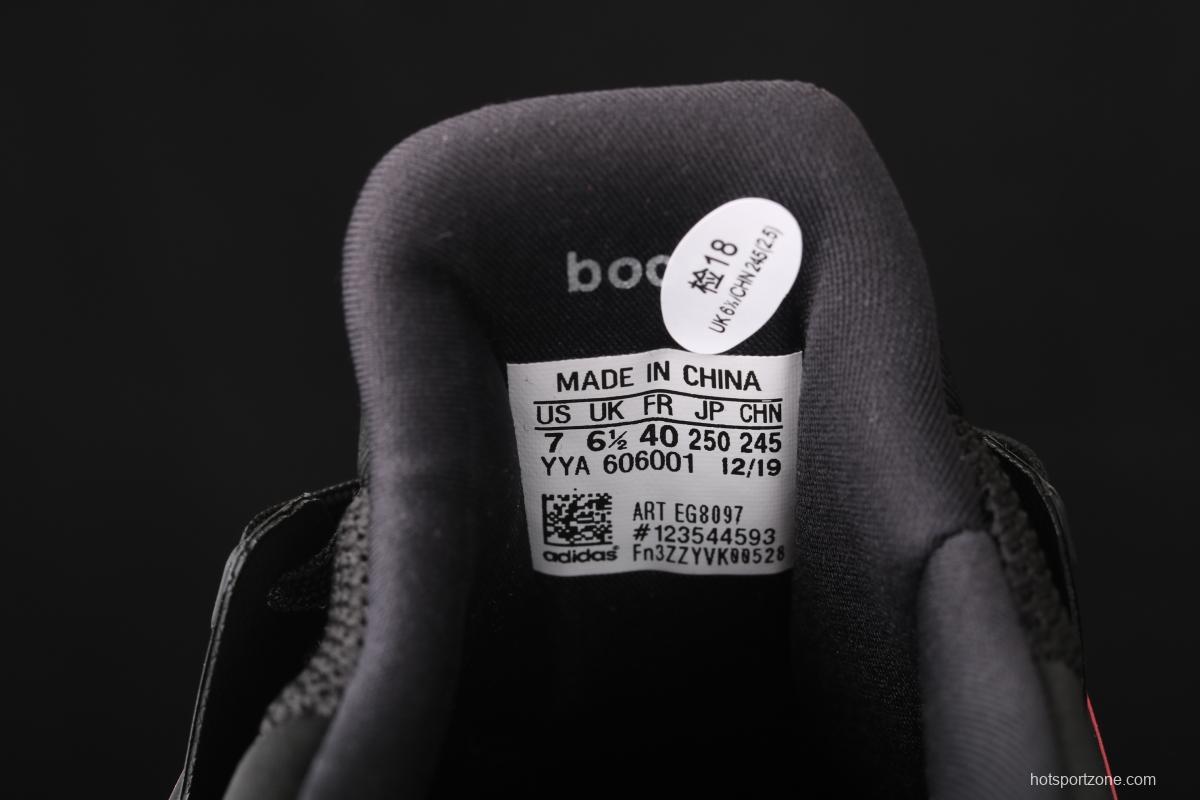 boo
检18
UK 6½/CHN 245(2.5)
MADE IN CHINA
US UK FR JP CHN
7 6½ 40 250 245
YYA 606001 12/19
ART EG8097
#123544593
adidas
Fn3ZZYVK00528
hotsportzone.com